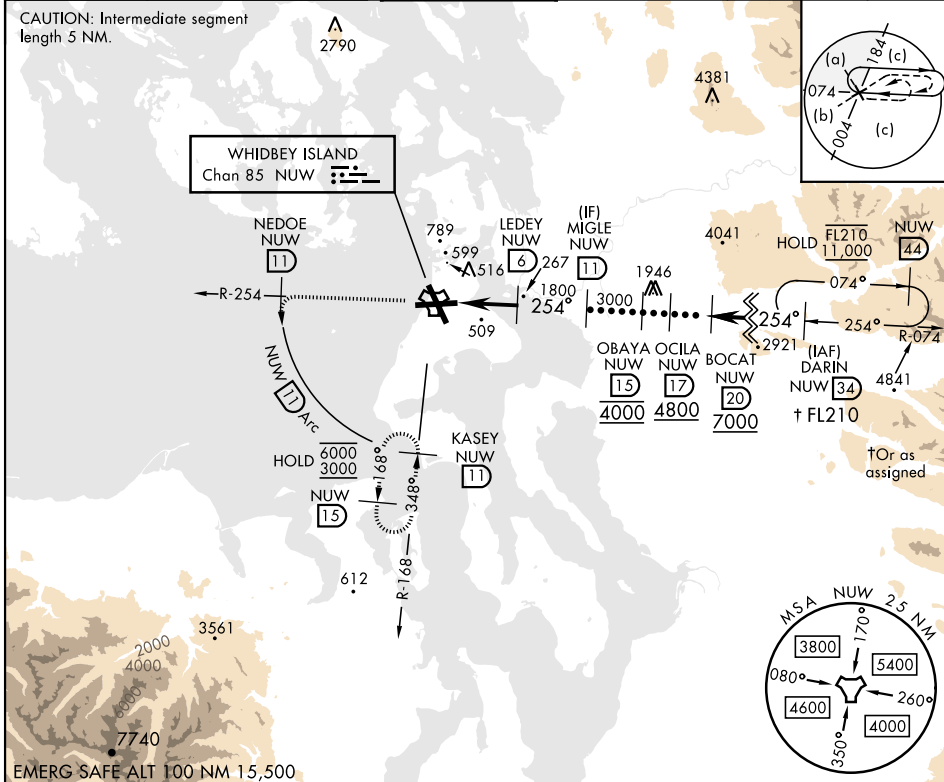 CAUTION: Intermediate segment
length 5 NM.
2790
4381
(a)
184
(c)
074
(b)
004
(c)
WHIDBEY ISLAND
Chan 85 NUW
NEDOE
NUW
11
R-254
789
599
516
509
LEDEY
NUW
6
267
1800
254°
(IF)
MIGLE
NUW
11
3000
1946
4041
HOLD
FL210
11,000
NUW
44
074°
254°
254°
R-074
2921
4841
OBAYA
NUW
15
4000
OCILA
NUW
17
4800
BOCAT
NUW
20
7000
(IAF)
DARIN
NUW 34
† FL210
†Or as
assigned
NUW 11 Arc
HOLD
6000
3000
168°
348°
KASEY
NUW
11
NUW
15
R-168
612
3561
2000
4000
6000
7740
EMERG SAFE ALT 100 NM 15,500
MSA NUW 25 NM
170°
3800
5400
080°
260°
4600
4000
350°